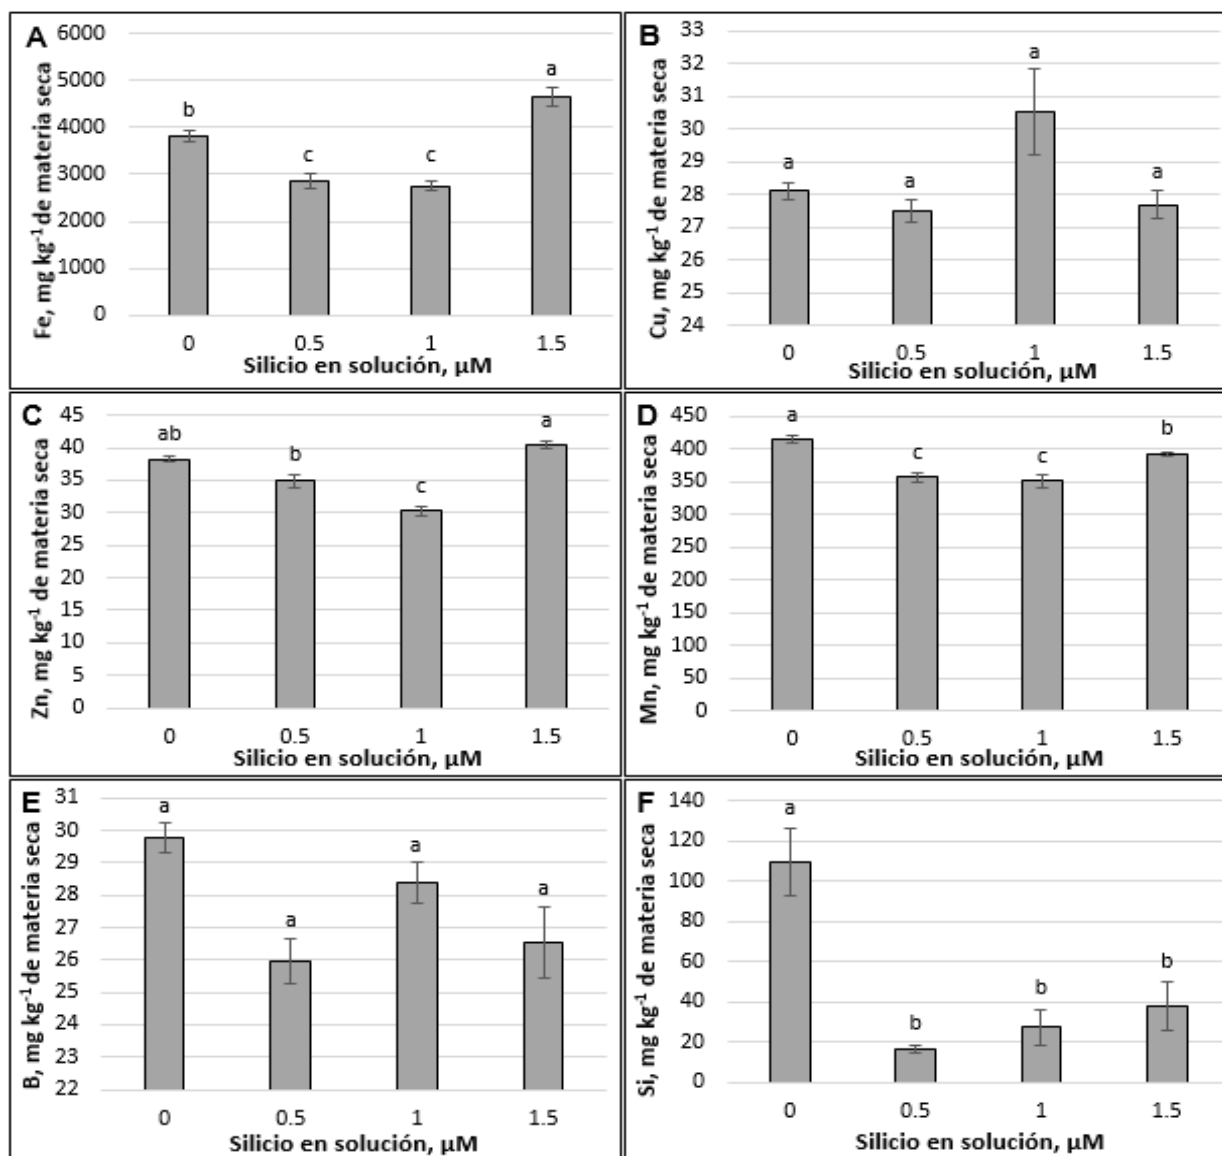 A
Fe, mg kg⁻¹ de materia seca
6000
5000
4000
3000
2000
1000
0
b
c
c
a
0 0.5 1 1.5
Silicio en solución, µM
B
Cu, mg kg⁻¹ de materia seca
33
32
31
30
29
28
27
26
25
24
a
a
a
a
0 0.5 1 1.5
Silicio en solución, µM
C
Zn, mg kg⁻¹ de materia seca
45
40
35
30
25
20
15
10
5
0
ab
b
c
a
0 0.5 1 1.5
Silicio en solución, µM
D
Mn, mg kg⁻¹ de materia seca
450
400
350
300
250
200
150
100
50
0
a
c
c
b
0 0.5 1 1.5
Silicio en solución, µM
E
B, mg kg⁻¹ de materia seca
31
30
29
28
27
26
25
24
23
22
a
a
a
a
0 0.5 1 1.5
Silicio en solución, µM
F
Si, mg kg⁻¹ de materia seca
140
120
100
80
60
40
20
0
a
b
b
b
0 0.5 1 1.5
Silicio en solución, µM